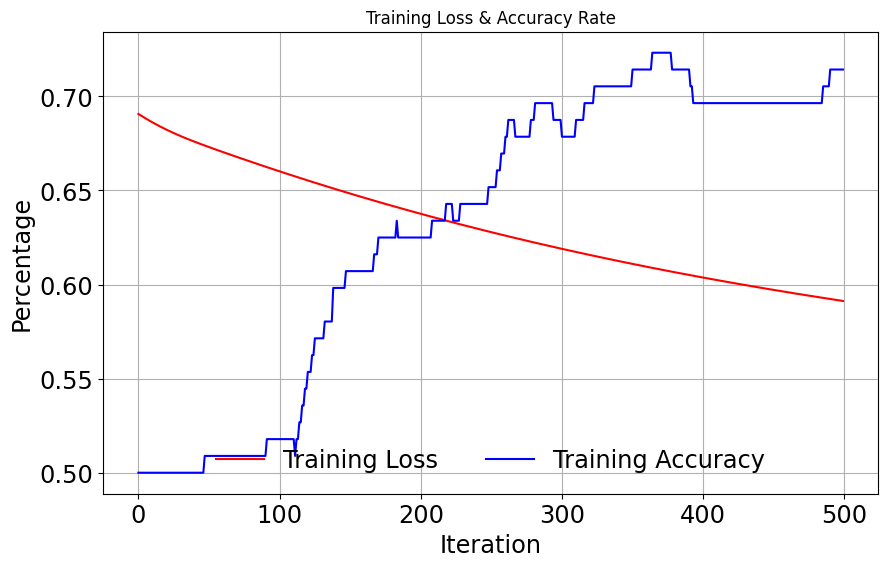 Training Loss & Accuracy Rate
Percentage
0.70
0.65
0.60
0.55
0.50
Training Loss
Training Accuracy
0 100 200 300 400 500
Iteration